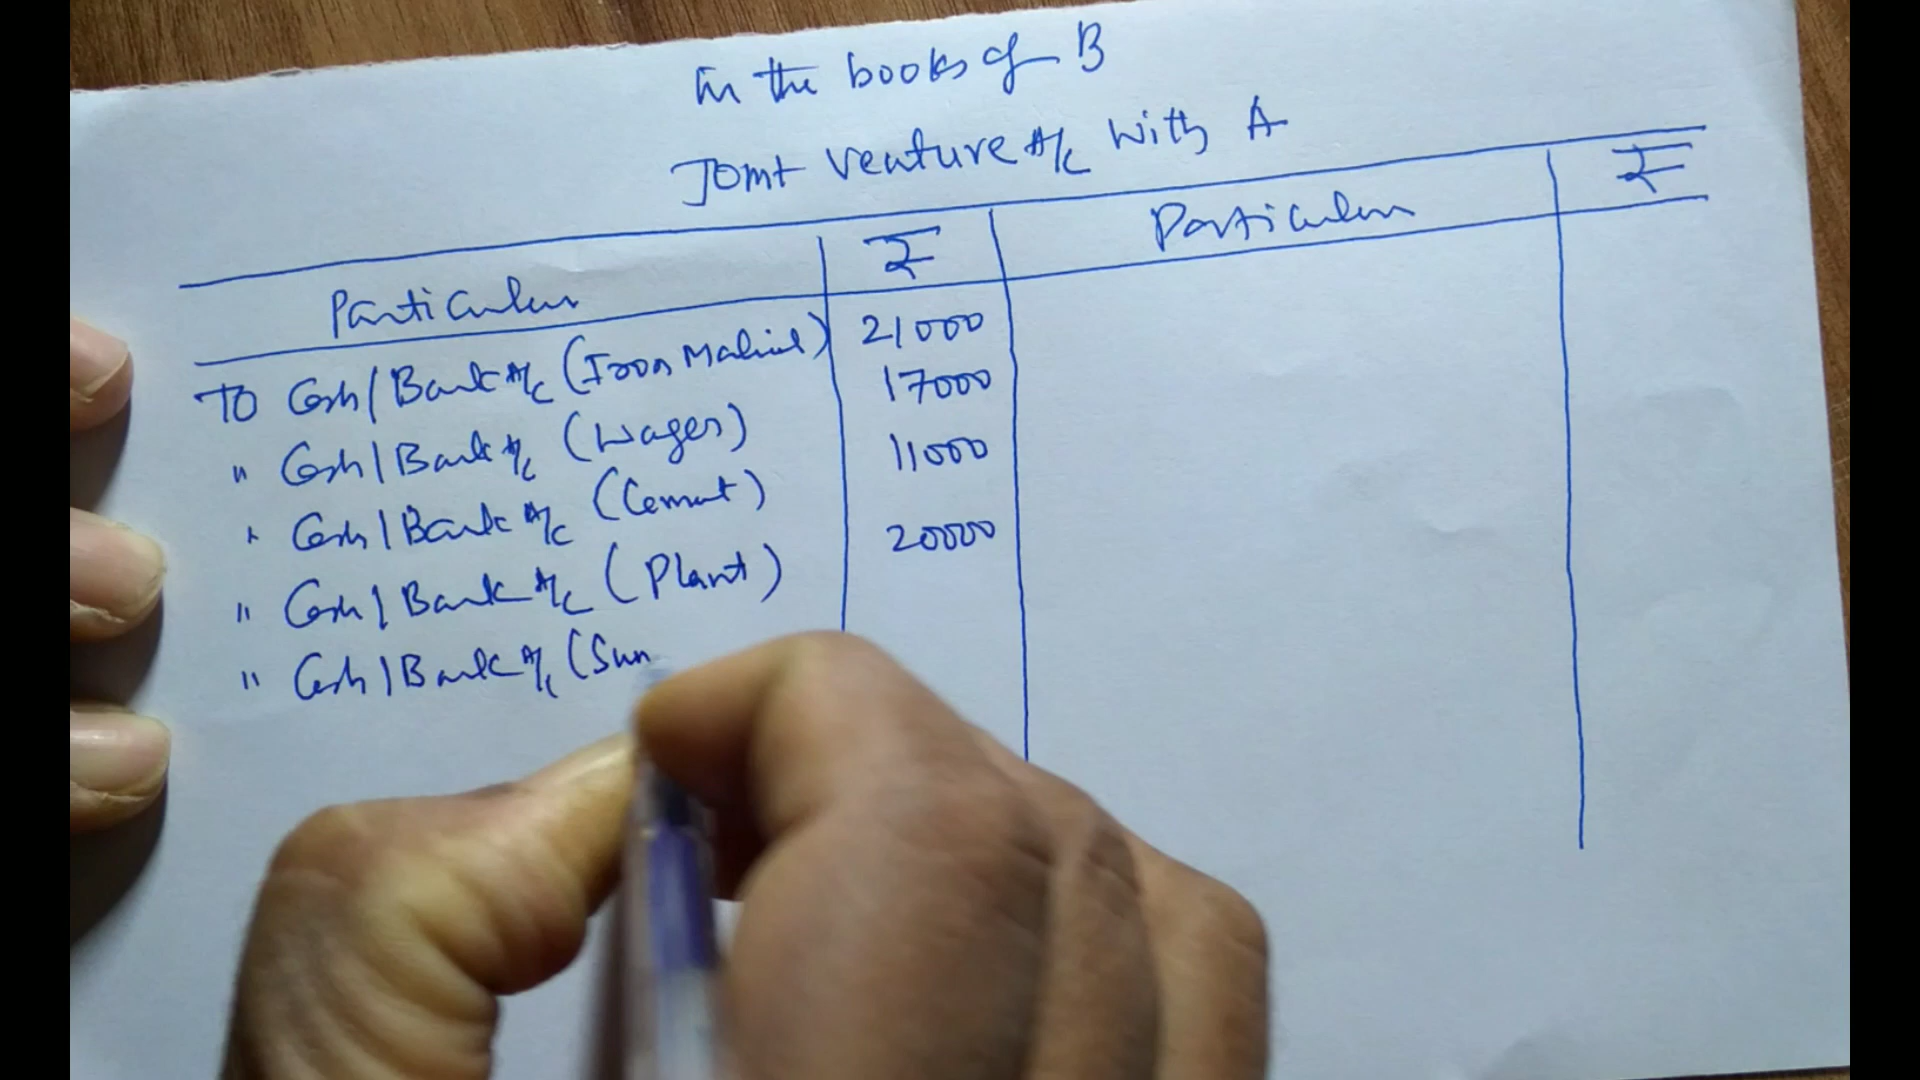 In the books of B
Joint Venture A/c with A
Particulars ₹ Particulars ₹
To Cash/Bank A/c (Iron Material) 21000
" Cash/Bank A/c (Wages) 17000
" Cash/Bank A/c (Cement) 11000
" Cash/Bank A/c (Plant) 20000
" Cash/Bank A/c (Sun